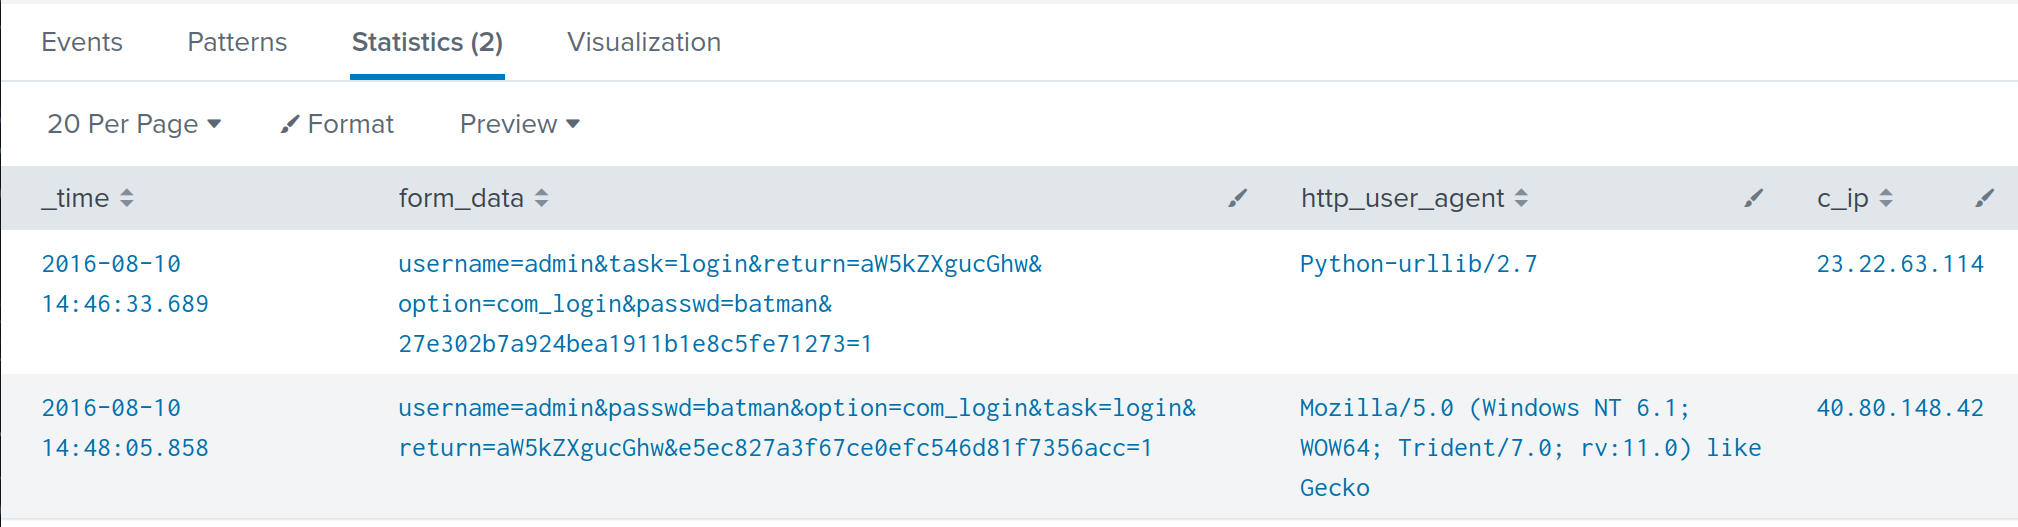 Events Patterns Statistics (2) Visualization
20 Per Page Format Preview
_time form_data http_user_agent c_ip
2016-08-10 username=admin&task=login&return=aW5kZXgucGhw& Python-urllib/2.7 23.22.63.114
14:46:33.689 option=com_login&passwd=batman&
27e302b7a924bea1911b1e8c5fe71273=1
2016-08-10 username=admin&passwd=batman&option=com_login&task=login& Mozilla/5.0 (Windows NT 6.1; 40.80.148.42
14:48:05.858 return=aW5kZXgucGhw&e5ec827a3f67ce0efc546d81f7356acc=1 WOW64; Trident/7.0; rv:11.0) like
Gecko